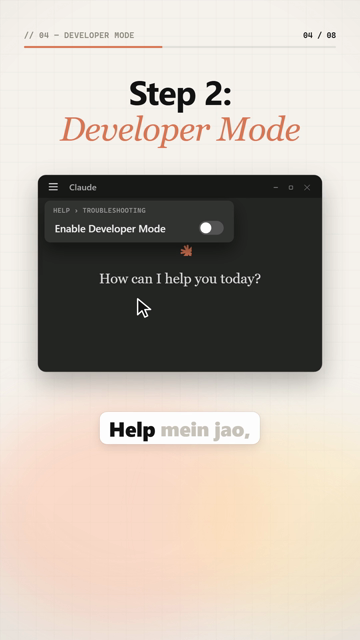 // 04 — DEVELOPER MODE
04 / 08
Step 2:
Developer Mode
Claude
HELP › TROUBLESHOOTING
Enable Developer Mode
How can I help you today?
Help mein jao,